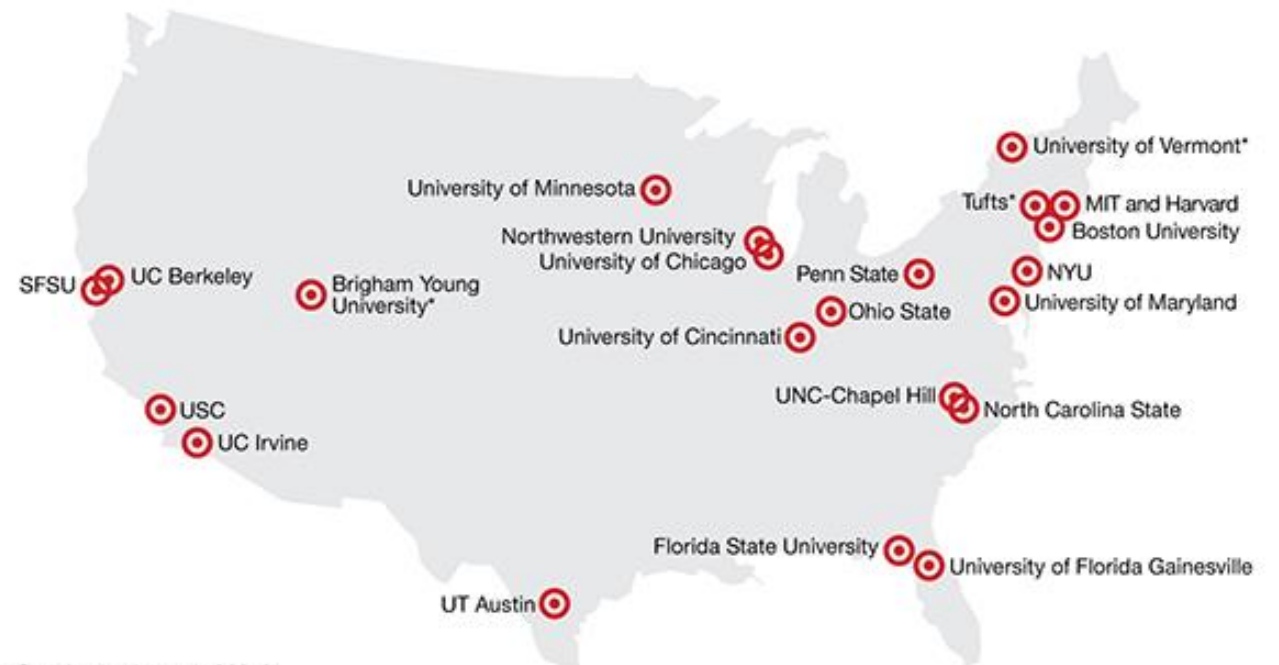 University of Vermont*
University of Minnesota
Tufts*
MIT and Harvard
Boston University
Northwestern University
University of Chicago
Penn State
NYU
SFSU
UC Berkeley
Brigham Young
University*
University of Maryland
Ohio State
University of Cincinnati
UNC-Chapel Hill
North Carolina State
USC
UC Irvine
Florida State University
University of Florida Gainesville
UT Austin